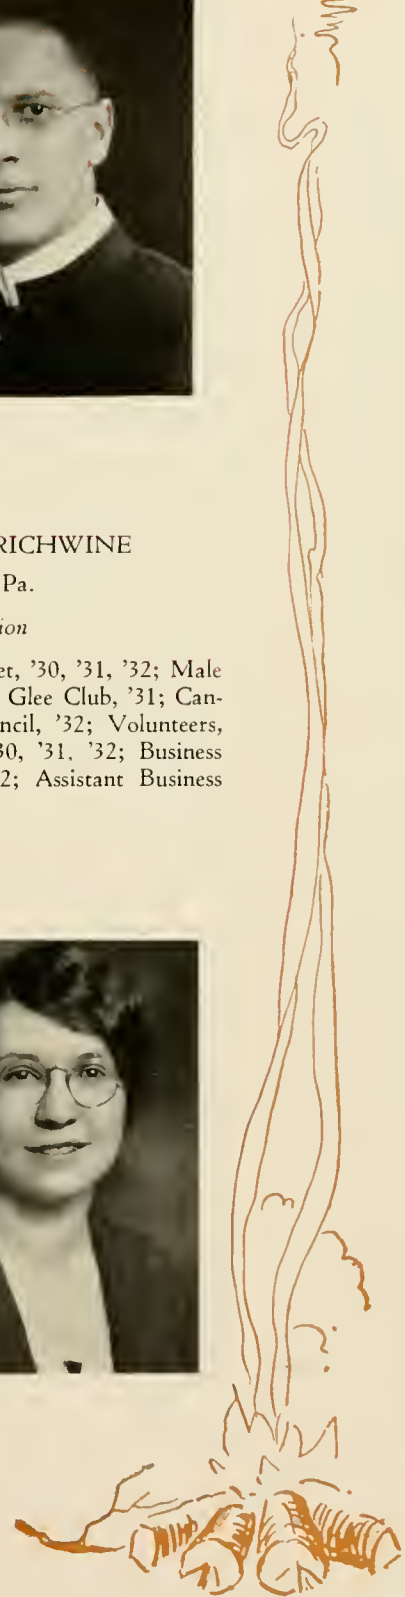 RICHWINE
Pa.
ion
et, '30, '31, '32; Male
Glee Club, '31; Can-
ncil, '32; Volunteers,
30, '31, '32; Business
2; Assistant Business